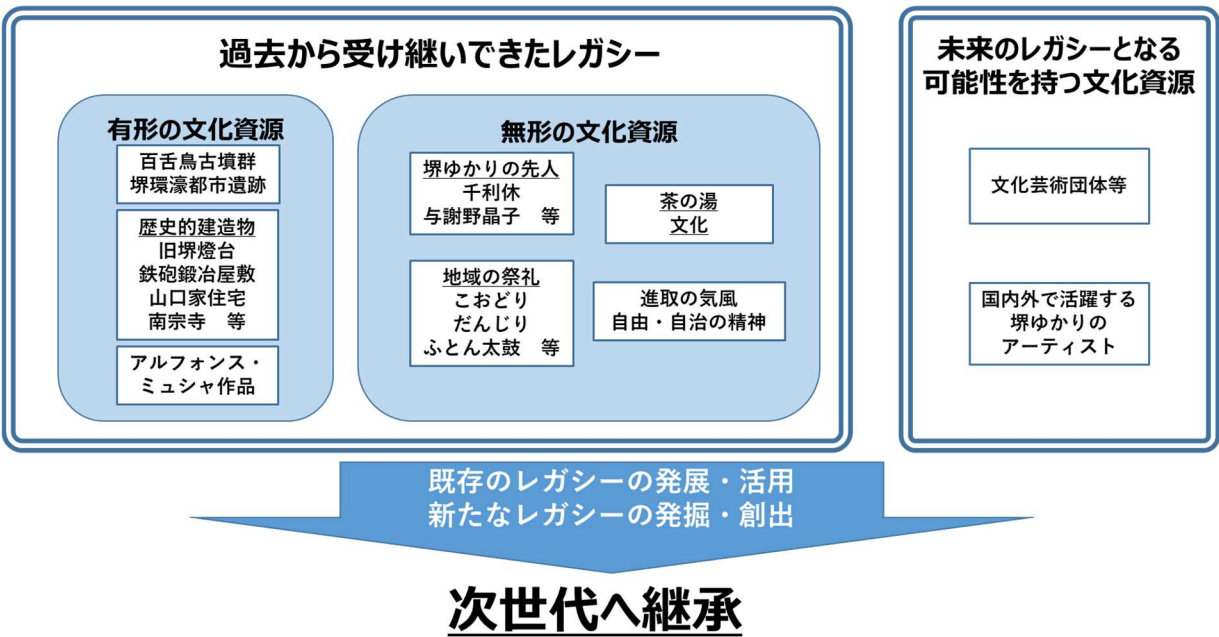 過去から受け継いできたレガシー
有形の文化資源
百舌鳥古墳群
堺環濠都市遺跡
歴史的建造物
旧堺燈台
鉄砲鍛冶屋敷
山口家住宅
南宗寺　等
アルフォンス・
ミュシャ作品
無形の文化資源
堺ゆかりの先人
千利休
与謝野晶子　等
地域の祭礼
こおどり
だんじり
ふとん太鼓　等
茶の湯
文化
進取の気風
自由・自治の精神
未来のレガシーとなる
可能性を持つ文化資源
文化芸術団体等
国内外で活躍する
堺ゆかりの
アーティスト
既存のレガシーの発展・活用
新たなレガシーの発掘・創出
次世代へ継承